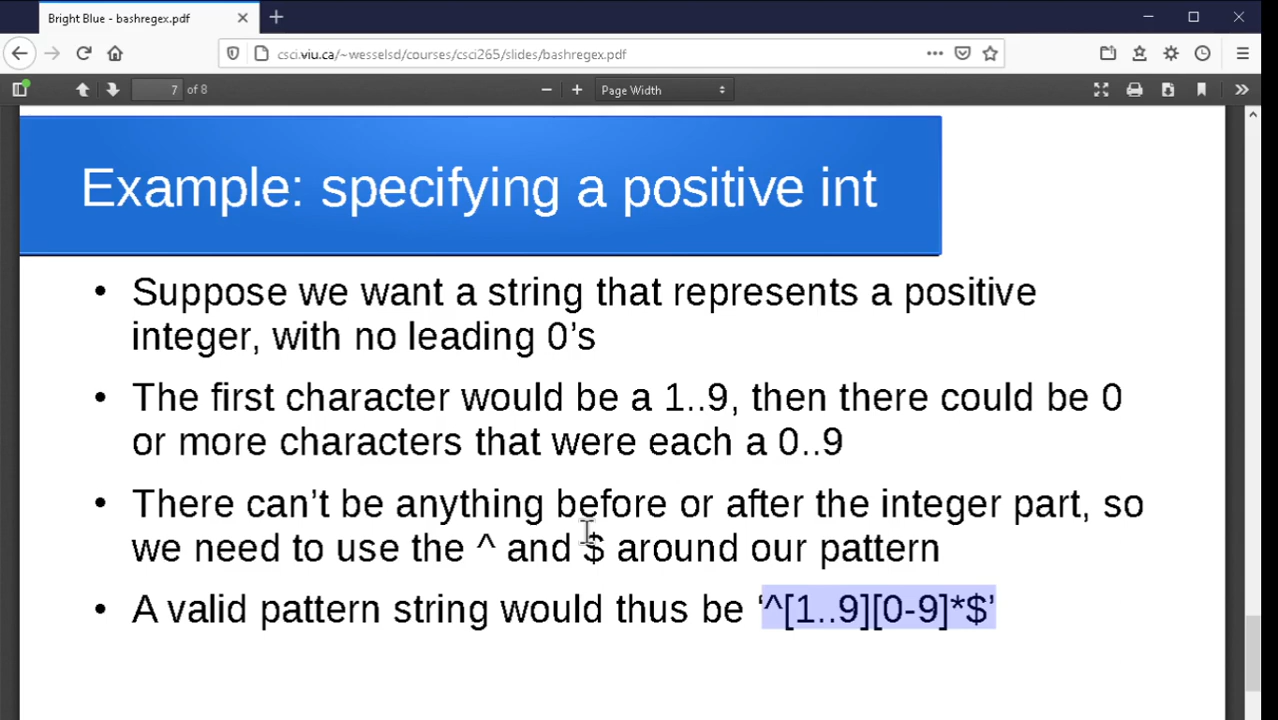 Bright Blue - bashregex.pdf
csci.viu.ca/~wesselsd/courses/csci265/slides/bashregex.pdf
7 of 8
Page Width
Example: specifying a positive int
• Suppose we want a string that represents a positive
integer, with no leading 0’s
• The first character would be a 1..9, then there could be 0
or more characters that were each a 0..9
• There can’t be anything before or after the integer part, so
we need to use the ^ and $ around our pattern
• A valid pattern string would thus be ‘^[1..9][0-9]*$’